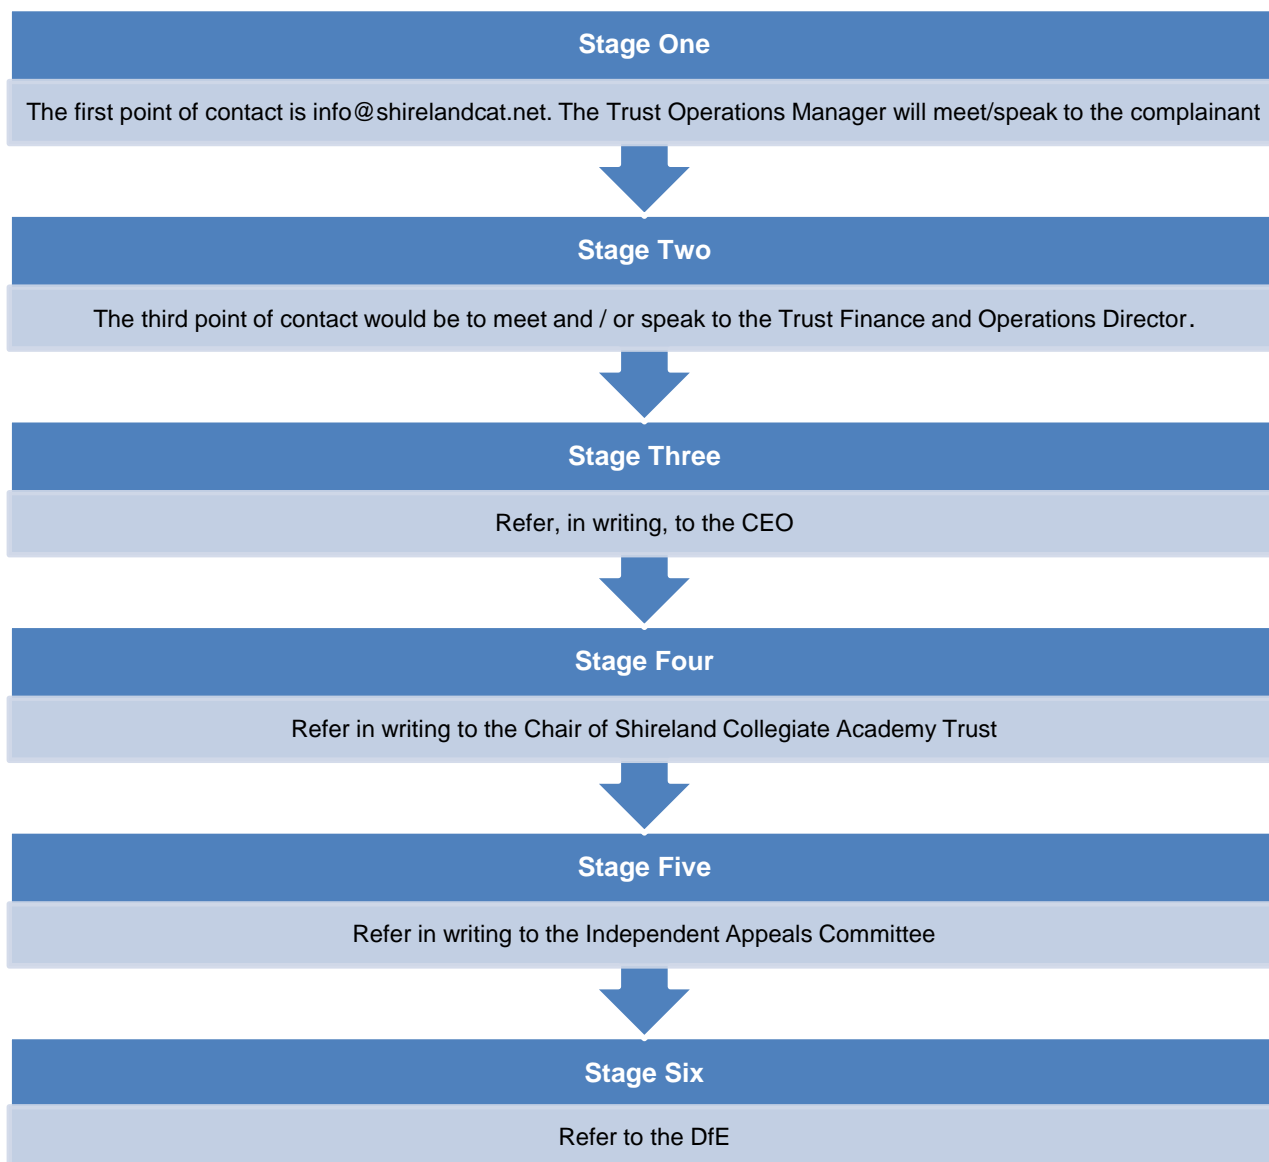 Stage One
The first point of contact is info@shirelandcat.net. The Trust Operations Manager will meet/speak to the complainant
Stage Two
The third point of contact would be to meet and / or speak to the Trust Finance and Operations Director.
Stage Three
Refer, in writing, to the CEO
Stage Four
Refer in writing to the Chair of Shireland Collegiate Academy Trust
Stage Five
Refer in writing to the Independent Appeals Committee
Stage Six
Refer to the DfE